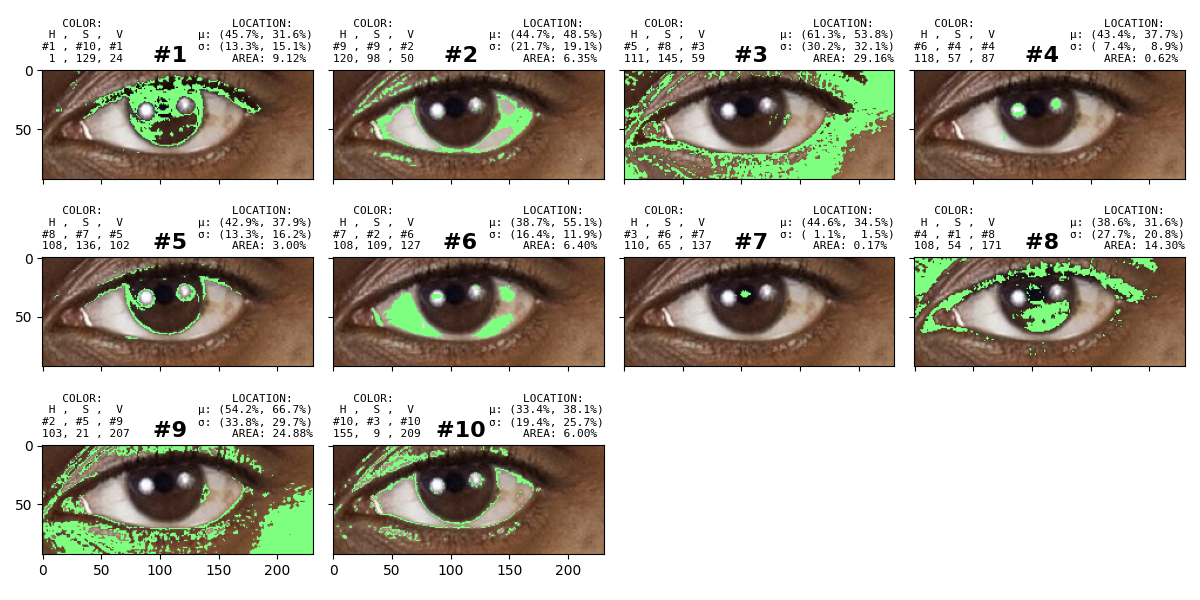 COLOR: LOCATION:
H , S , V μ: (45.7%, 31.6%)
#1 , #10, #1 #1 σ: (13.3%, 15.1%)
1 , 129, 24 AREA: 9.12%
COLOR: LOCATION:
H , S , V μ: (44.7%, 48.5%)
#9 , #9 , #2 #2 σ: (21.7%, 19.1%)
120, 98 , 50 AREA: 6.35%
COLOR: LOCATION:
H , S , V μ: (61.3%, 53.8%)
#5 , #8 , #3 #3 σ: (30.2%, 32.1%)
111, 145, 59 AREA: 29.16%
COLOR: LOCATION:
H , S , V μ: (43.4%, 37.7%)
#6 , #4 , #4 #4 σ: ( 7.4%, 8.9%)
118, 57 , 87 AREA: 0.62%
0
50
COLOR: LOCATION:
H , S , V μ: (42.9%, 37.9%)
#8 , #7 , #5 #5 σ: (13.3%, 16.2%)
108, 136, 102 AREA: 3.00%
COLOR: LOCATION:
H , S , V μ: (38.7%, 55.1%)
#7 , #2 , #6 #6 σ: (16.4%, 11.9%)
108, 109, 127 AREA: 6.40%
COLOR: LOCATION:
H , S , V μ: (44.6%, 34.5%)
#3 , #6 , #7 #7 σ: ( 1.1%, 1.5%)
110, 65 , 137 AREA: 0.17%
COLOR: LOCATION:
H , S , V μ: (38.6%, 31.6%)
#4 , #1 , #8 #8 σ: (27.7%, 20.8%)
108, 54 , 171 AREA: 14.30%
0
50
COLOR: LOCATION:
H , S , V μ: (54.2%, 66.7%)
#2 , #5 , #9 #9 σ: (33.8%, 29.7%)
103, 21 , 207 AREA: 24.88%
COLOR: LOCATION:
H , S , V μ: (33.4%, 38.1%)
#10, #3 , #10 #10 σ: (19.4%, 25.7%)
155, 9 , 209 AREA: 6.00%
0
50
0 50 100 150 200
0 50 100 150 200